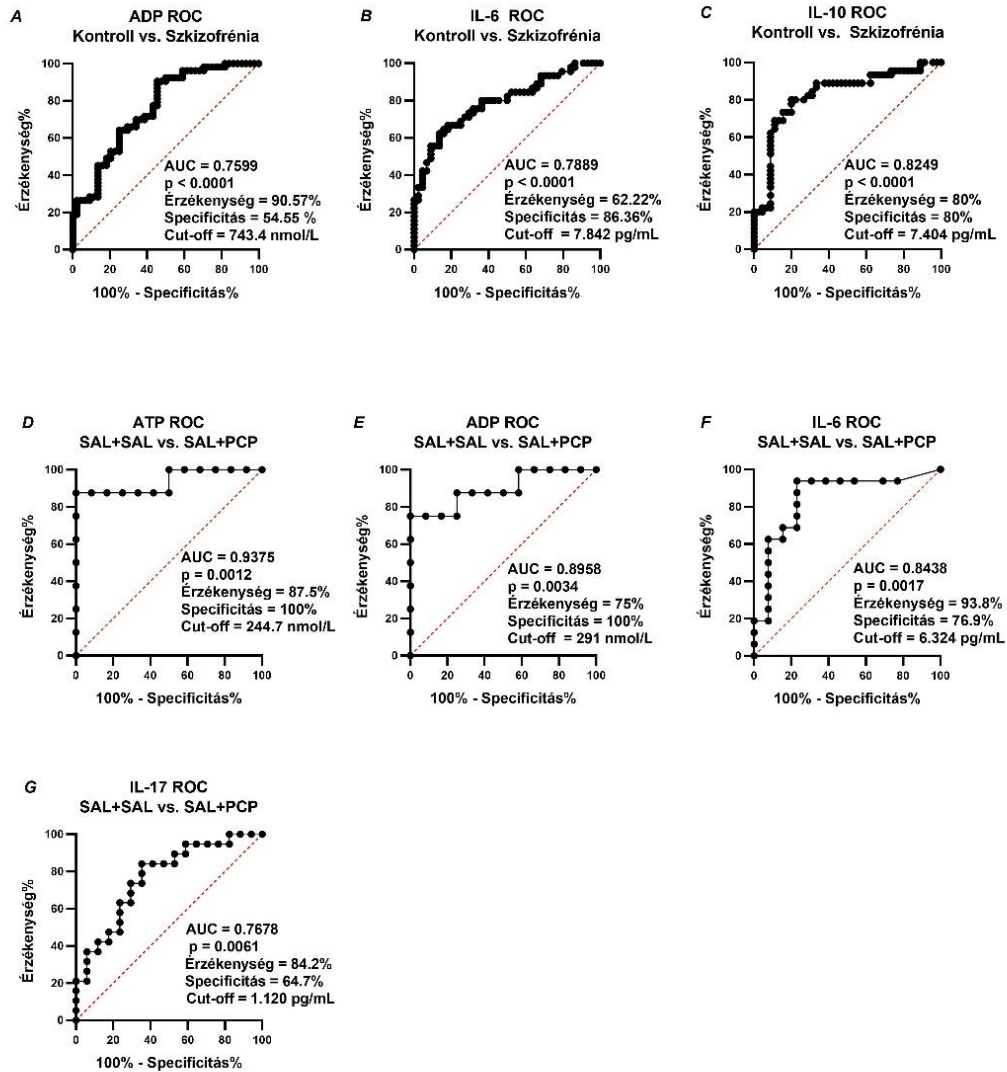 A
ADP ROC
Kontroll vs. Szkizofrénia
Érzékenység%
100
80
60
40
20
0
AUC = 0.7599
p < 0.0001
Érzékenység = 90.57%
Specificitás = 54.55 %
Cut-off = 743.4 nmol/L
0 20 40 60 80 100
100% - Specificitás%
B
IL-6 ROC
Kontroll vs. Szkizofrénia
Érzékenység%
100
80
60
40
20
0
AUC = 0.7889
p < 0.0001
Érzékenység = 62.22%
Specificitás = 86.36%
Cut-off = 7.842 pg/mL
0 20 40 60 80 100
100% - Specificitás%
C
IL-10 ROC
Kontroll vs. Szkizofrénia
Érzékenység%
100
80
60
40
20
0
AUC = 0.8249
p < 0.0001
Érzékenység = 80%
Specificitás = 80%
Cut-off = 7.404 pg/mL
0 20 40 60 80 100
100% - Specificitás%
D
ATP ROC
SAL+SAL vs. SAL+PCP
Érzékenység%
100
80
60
40
20
0
AUC = 0.9375
p = 0.0012
Érzékenység = 87.5%
Specificitás = 100%
Cut-off = 244.7 nmol/L
0 20 40 60 80 100
100% - Specificitás%
E
ADP ROC
SAL+SAL vs. SAL+PCP
Érzékenység%
100
80
60
40
20
0
AUC = 0.8958
p = 0.0034
Érzékenység = 75%
Specificitás = 100%
Cut-off = 291 nmol/L
0 20 40 60 80 100
100% - Specificitás%
F
IL-6 ROC
SAL+SAL vs. SAL+PCP
Érzékenység%
100
80
60
40
20
0
AUC = 0.8438
p = 0.0017
Érzékenység = 93.8%
Specificitás = 76.9%
Cut-off = 6.324 pg/mL
0 20 40 60 80 100
100% - Specificitás%
G
IL-17 ROC
SAL+SAL vs. SAL+PCP
Érzékenység%
100
80
60
40
20
0
AUC = 0.7678
p = 0.0061
Érzékenység = 84.2%
Specificitás = 64.7%
Cut-off = 1.120 pg/mL
0 20 40 60 80 100
100% - Specificitás%